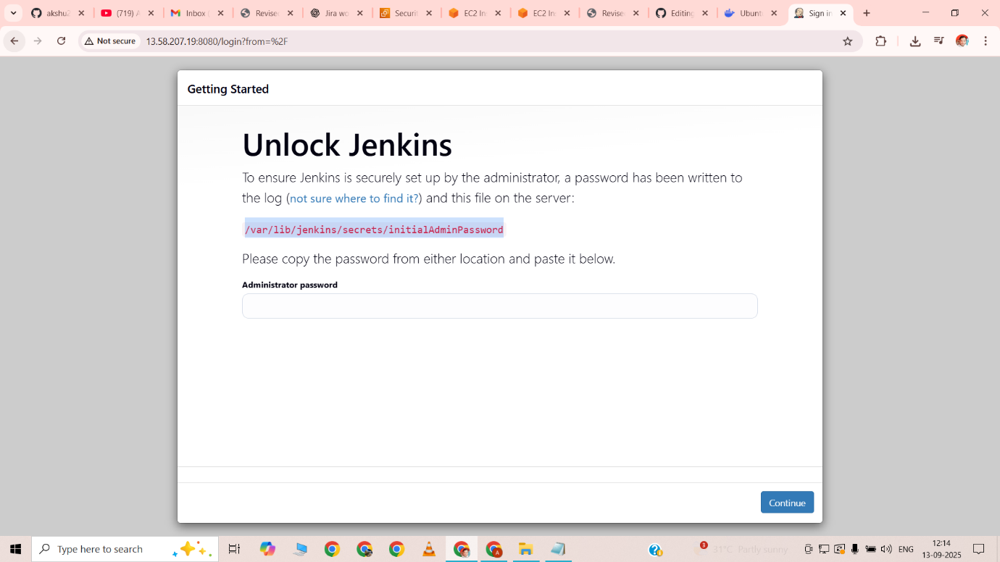 akshu2
(719) A
Inbox (
Revise
Jira wo
Securit
EC2 In
EC2 In
Revise
Editing
Ubunt
Sign in
Not secure
13.58.207.19:8080/login?from=%2F
Getting Started
Unlock Jenkins
To ensure Jenkins is securely set up by the administrator, a password has been written to
the log (not sure where to find it?) and this file on the server:
/var/lib/jenkins/secrets/initialAdminPassword
Please copy the password from either location and paste it below.
Administrator password
Continue
Type here to search
3
31°C Partly sunny
ENG
12:14
13-09-2025